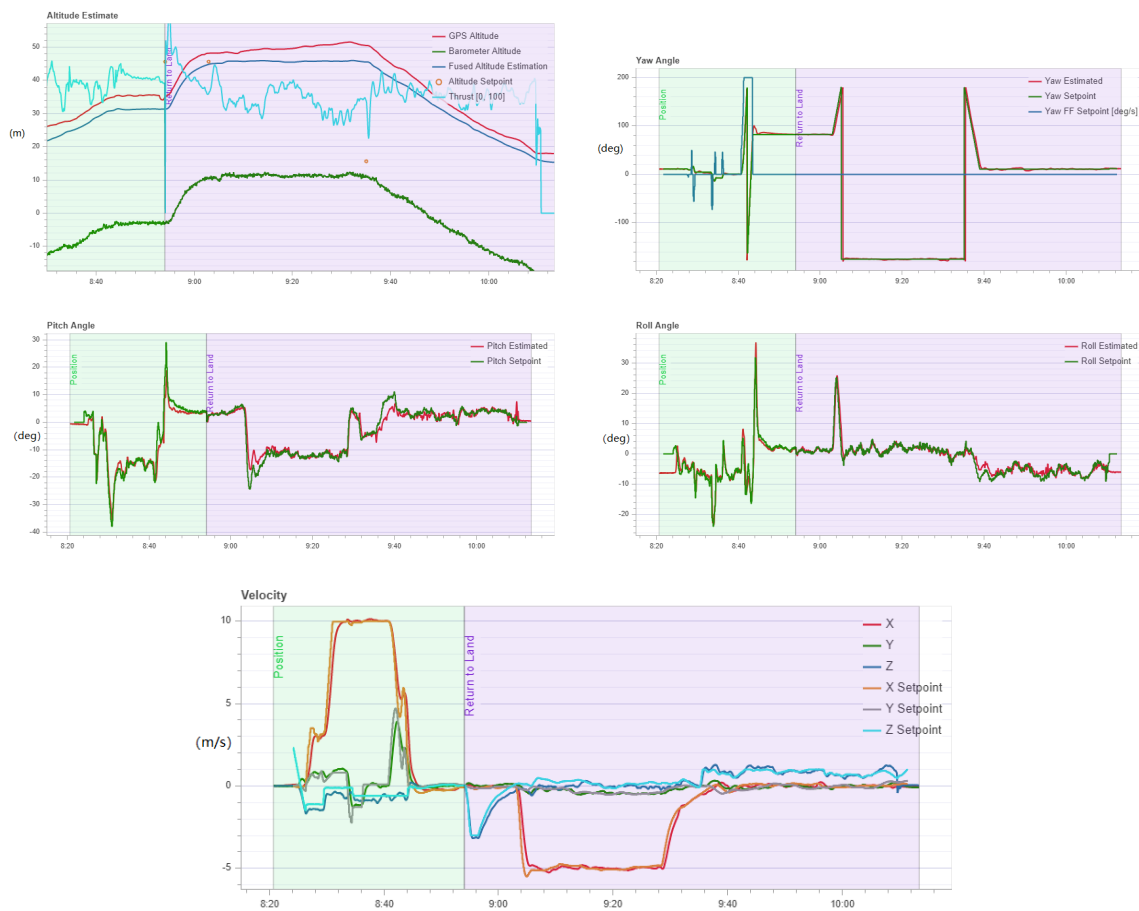 Altitude Estimate
50
40
30
20
10
0
-10
(m)
Return to Land
GPS Altitude
Barometer Altitude
Fused Altitude Estimation
Altitude Setpoint
Thrust [0, 100]
8:40
9:00
9:20
9:40
10:00
Yaw Angle
200
100
0
-100
(deg)
Position
Return to Land
Yaw Estimated
Yaw Setpoint
Yaw FF Setpoint [deg/s]
8:20
8:40
9:00
9:20
9:40
10:00
Pitch Angle
30
20
10
0
-10
-20
-30
-40
(deg)
Position
Return to Land
Pitch Estimated
Pitch Setpoint
8:20
8:40
9:00
9:20
9:40
10:00
Roll Angle
30
20
10
0
-10
-20
(deg)
Position
Return to Land
Roll Estimated
Roll Setpoint
8:20
8:40
9:00
9:20
9:40
10:00
Velocity
10
5
0
-5
(m/s)
Position
Return to Land
X
Y
Z
X Setpoint
Y Setpoint
Z Setpoint
8:20
8:40
9:00
9:20
9:40
10:00